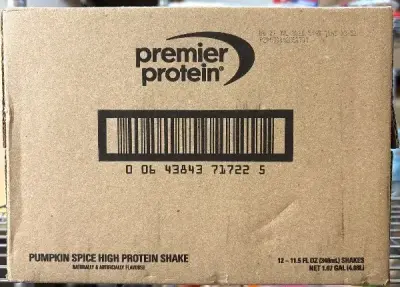 premier
protein®
0 06 43843 71722 5
PUMPKIN SPICE HIGH PROTEIN SHAKE
NATURALLY & ARTIFICIALLY FLAVORED
12 – 11.5 FL OZ (340mL) SHAKES
NET 1.07 GAL (4.08L)